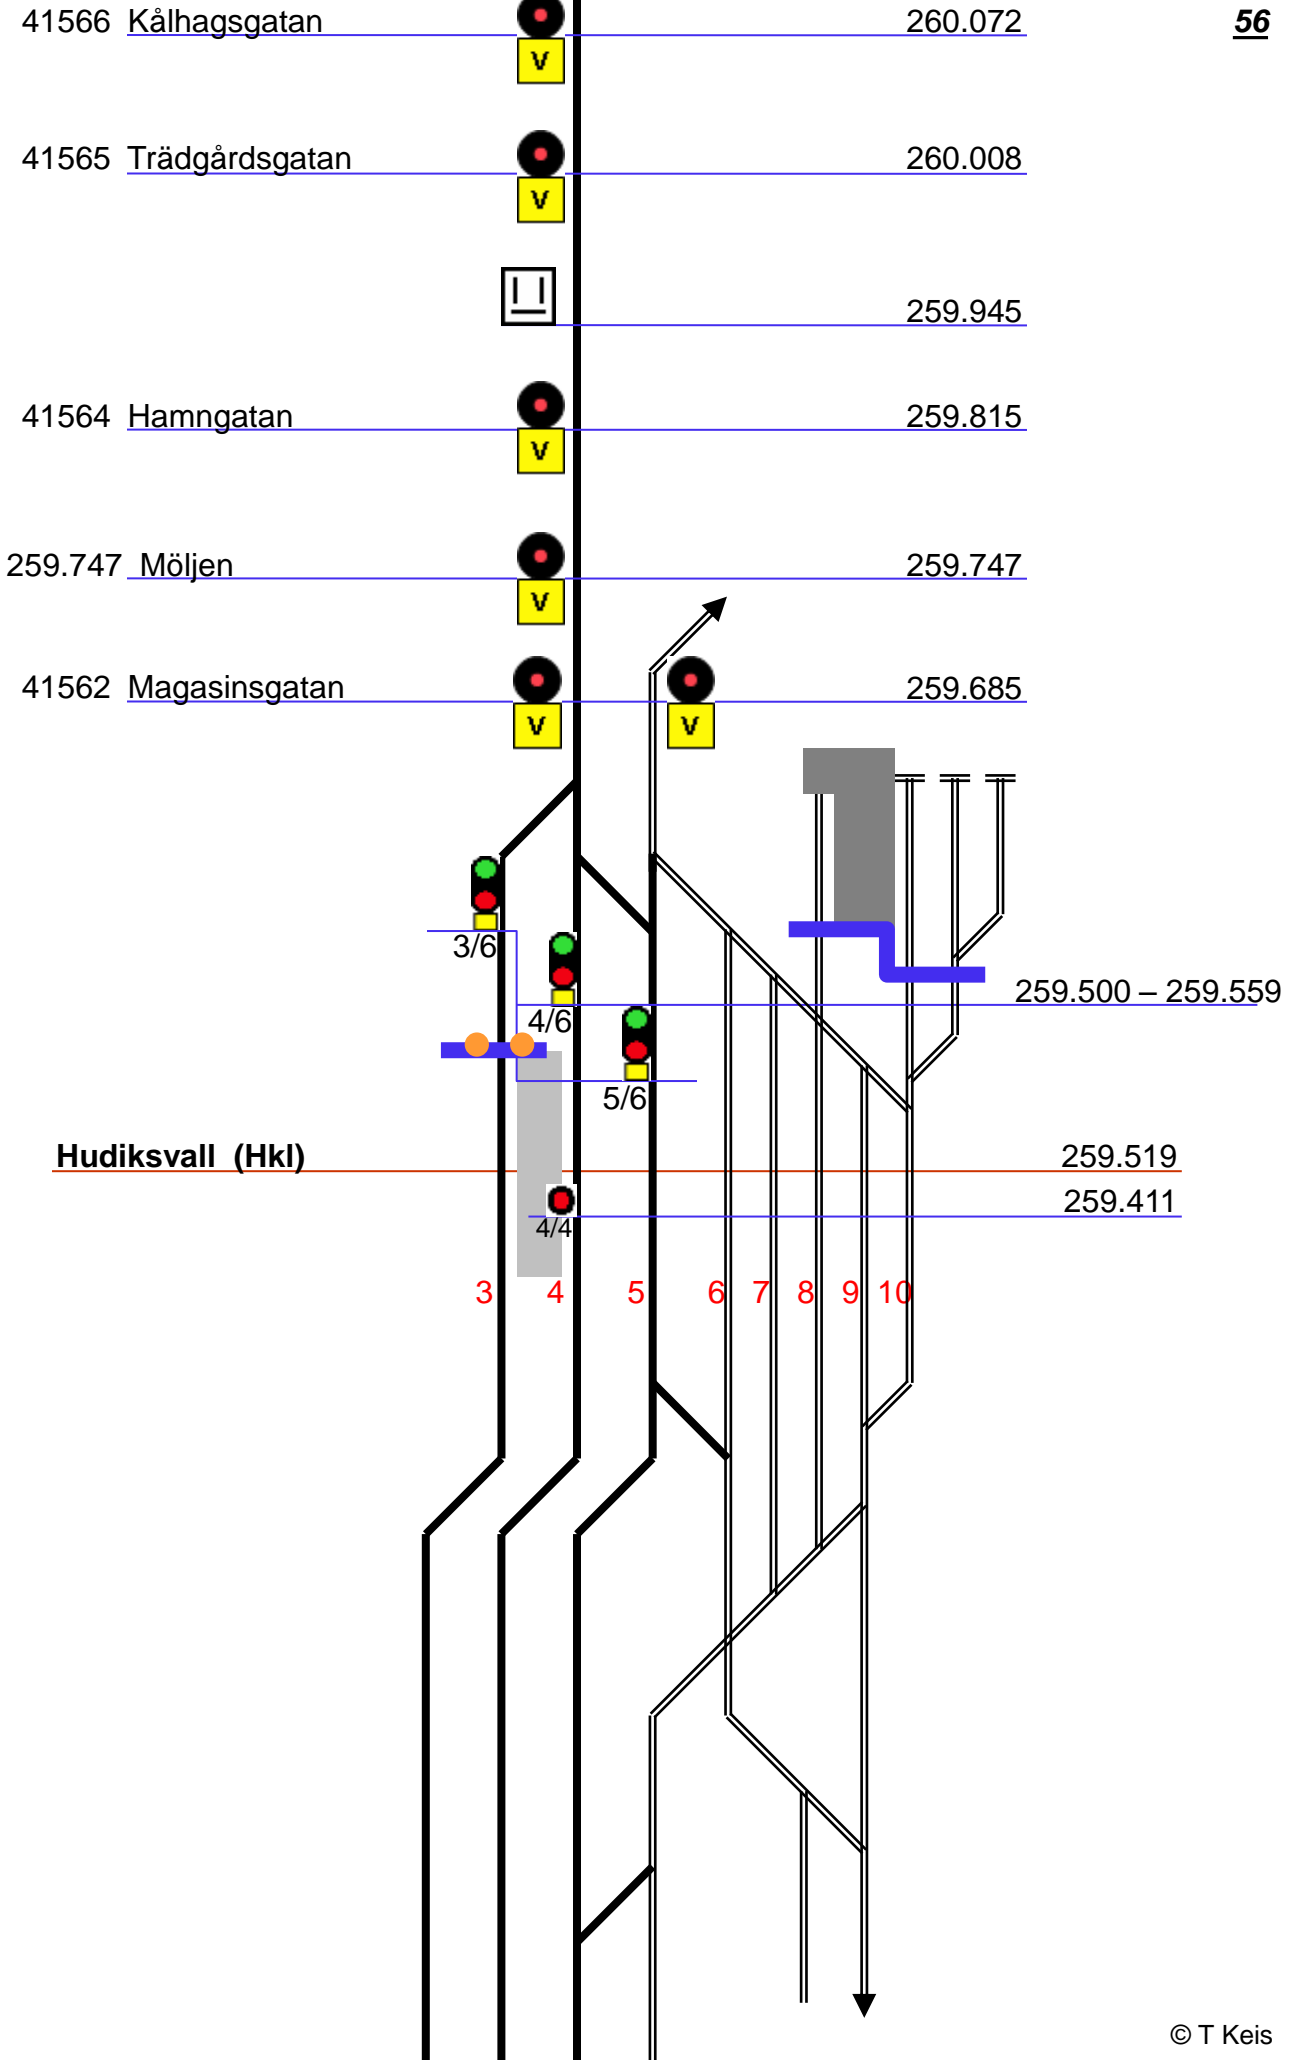 41566 Kålhagsgatan 260.072 56
V
41565 Trädgårdsgatan 260.008
V
259.945
41564 Hamngatan 259.815
V
259.747 Möljen 259.747
V
41562 Magasinsgatan 259.685
V V
3/6
259.500 – 259.559
4/6
5/6
Hudiksvall (Hkl) 259.519
259.411
4/4
3 4 5 6 7 8 9 10
© T Keis